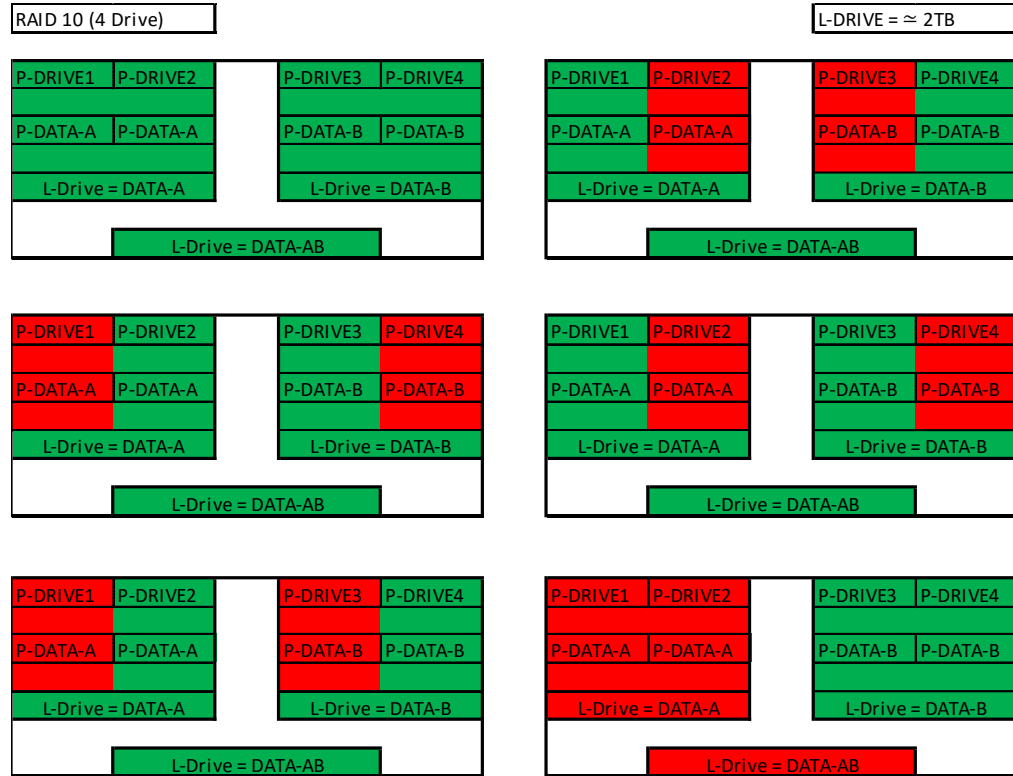 RAID 10 (4 Drive) L-DRIVE = ≃ 2TB
P-DRIVE1 P-DRIVE2 P-DRIVE3 P-DRIVE4 P-DRIVE1 P-DRIVE2 P-DRIVE3 P-DRIVE4
P-DATA-A P-DATA-A P-DATA-B P-DATA-B P-DATA-A P-DATA-A P-DATA-B P-DATA-B
L-Drive = DATA-A L-Drive = DATA-B L-Drive = DATA-A L-Drive = DATA-B
L-Drive = DATA-AB L-Drive = DATA-AB
P-DRIVE1 P-DRIVE2 P-DRIVE3 P-DRIVE4 P-DRIVE1 P-DRIVE2 P-DRIVE3 P-DRIVE4
P-DATA-A P-DATA-A P-DATA-B P-DATA-B P-DATA-A P-DATA-A P-DATA-B P-DATA-B
L-Drive = DATA-A L-Drive = DATA-B L-Drive = DATA-A L-Drive = DATA-B
L-Drive = DATA-AB L-Drive = DATA-AB
P-DRIVE1 P-DRIVE2 P-DRIVE3 P-DRIVE4 P-DRIVE1 P-DRIVE2 P-DRIVE3 P-DRIVE4
P-DATA-A P-DATA-A P-DATA-B P-DATA-B P-DATA-A P-DATA-A P-DATA-B P-DATA-B
L-Drive = DATA-A L-Drive = DATA-B L-Drive = DATA-A L-Drive = DATA-B
L-Drive = DATA-AB L-Drive = DATA-AB